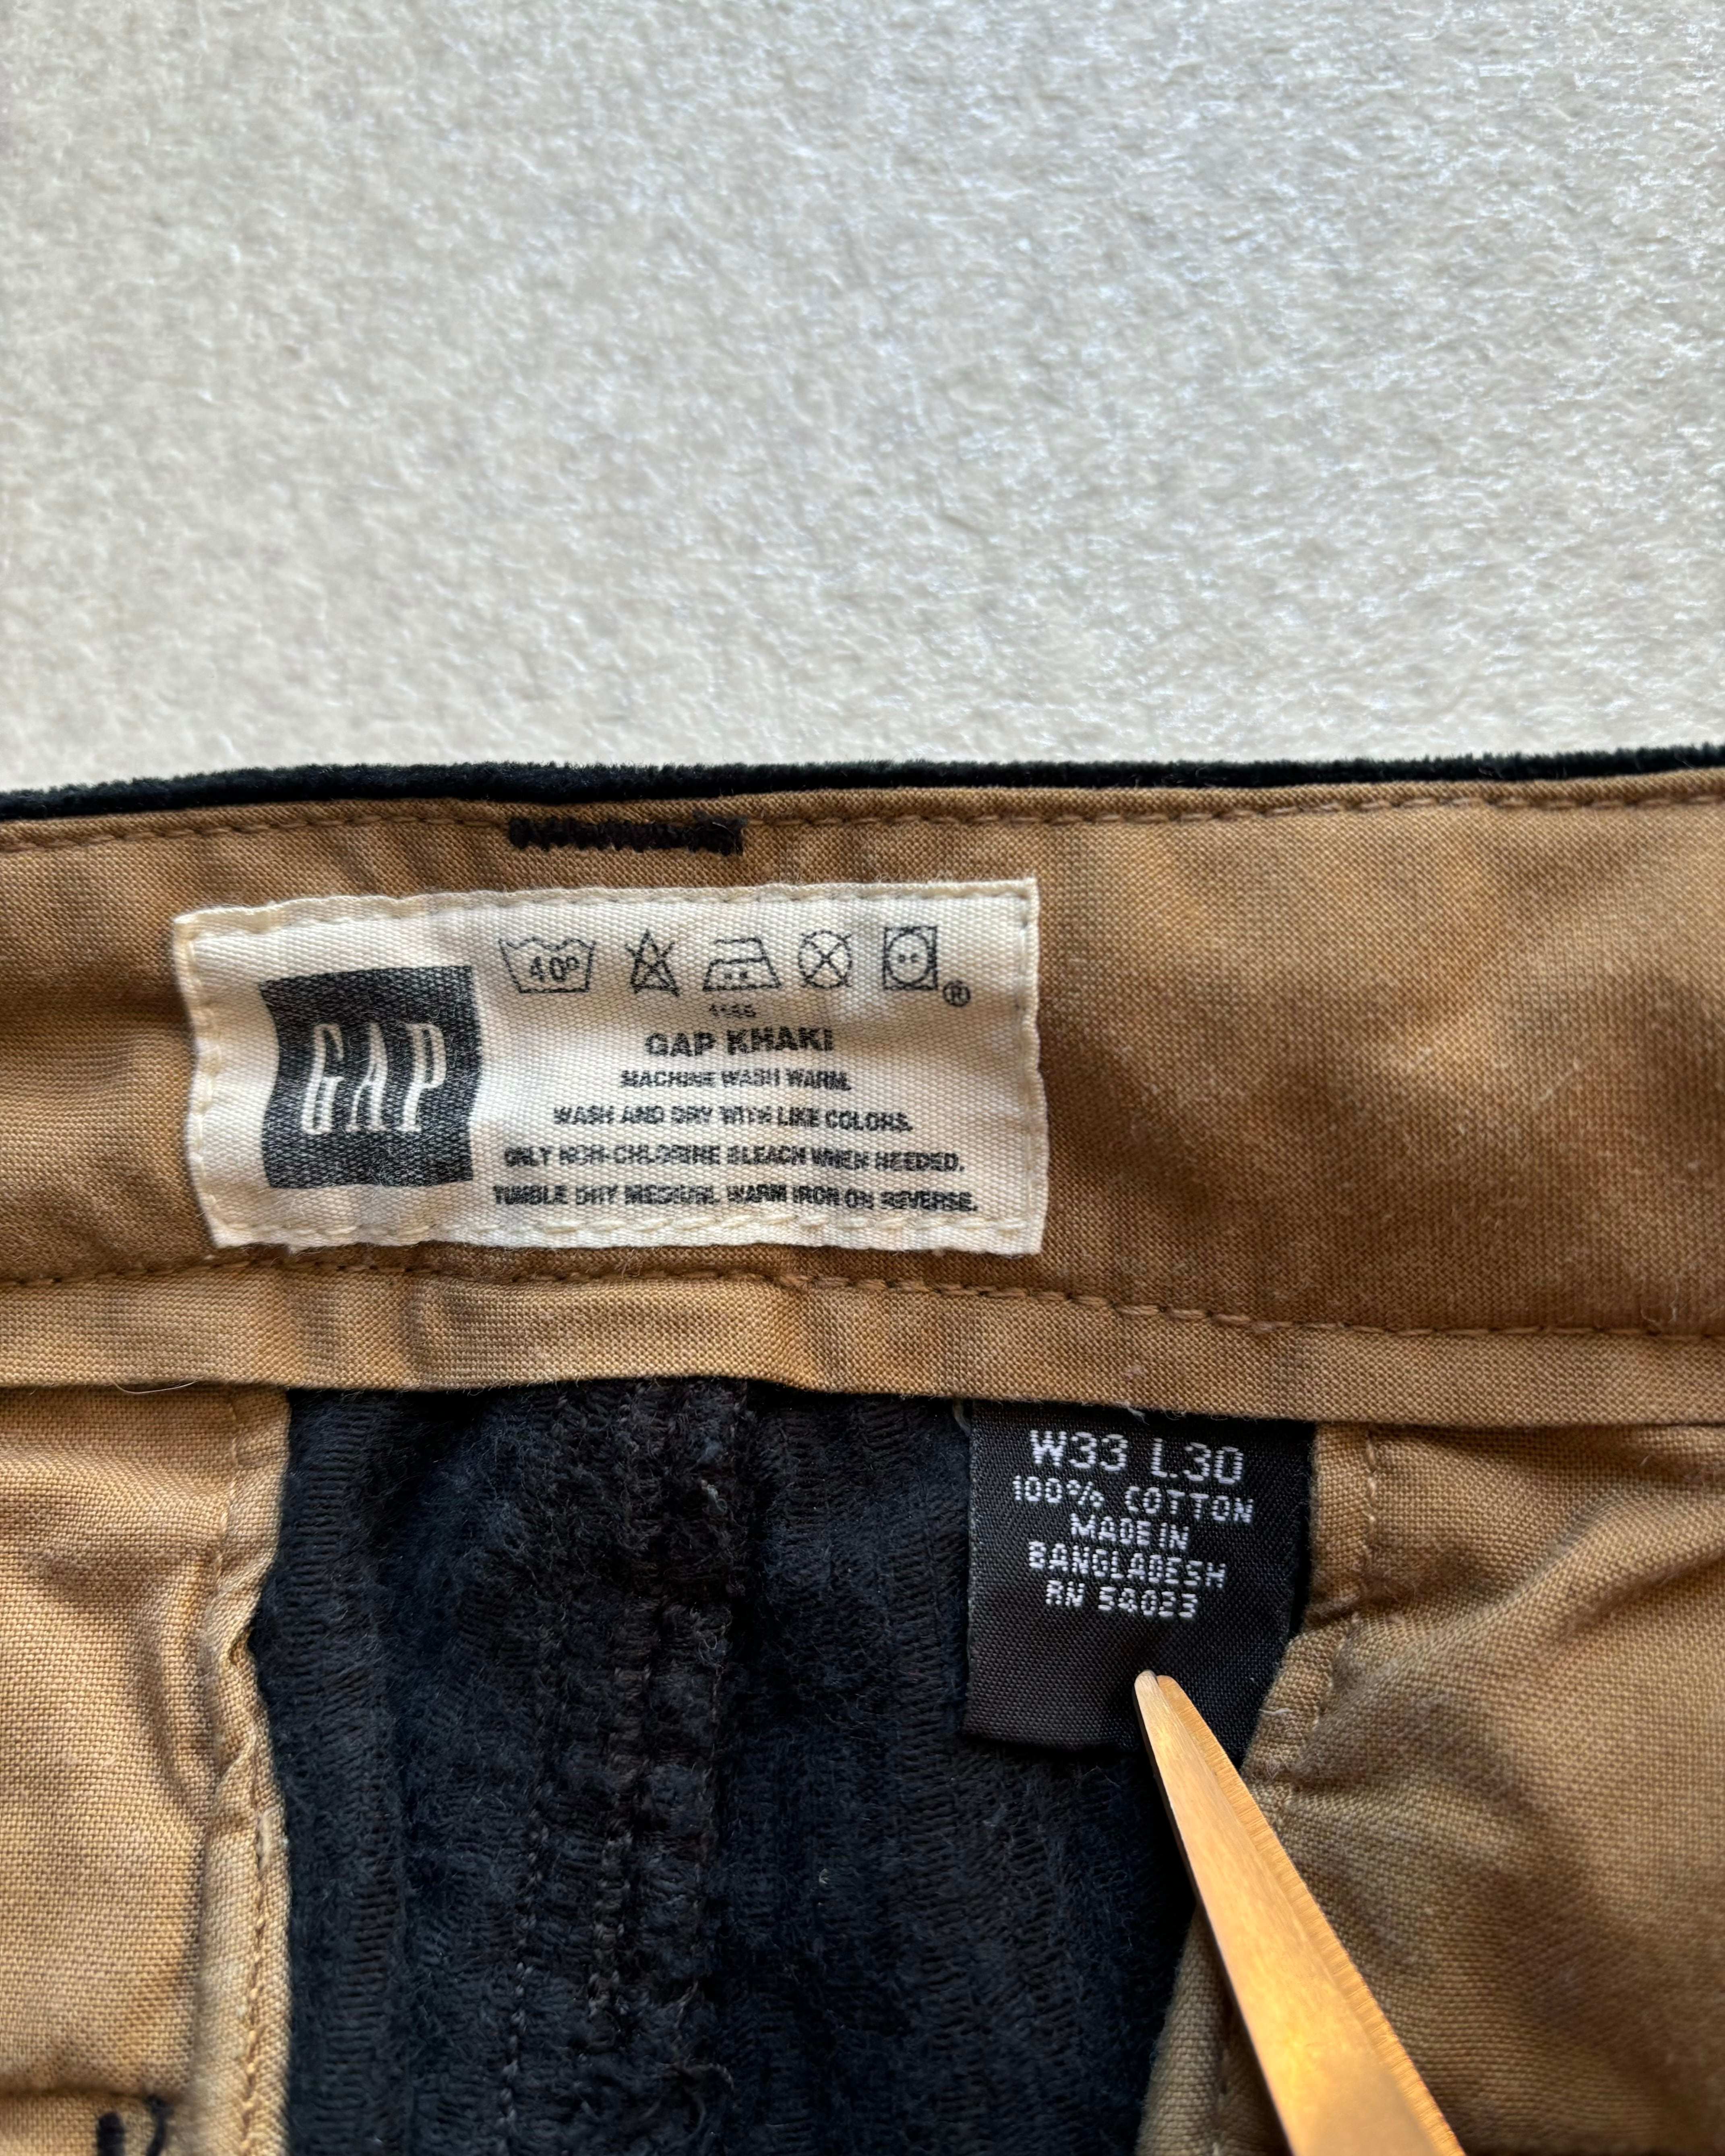 40°
®
GAP
GAP KHAKI
MACHINE WASH WARM.
WASH AND DRY WITH LIKE COLORS.
ONLY NON-CHLORINE BLEACH WHEN NEEDED.
TUMBLE DRY MEDIUM. WARM IRON ON REVERSE.
W33 L30
100% COTTON
MADE IN
BANGLADESH
RN 54023